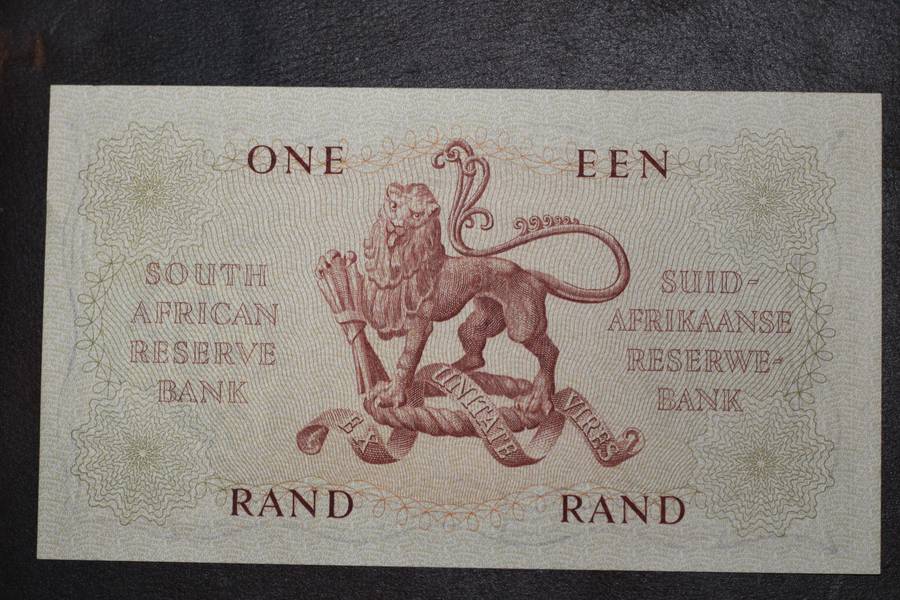 ONE EEN
SOUTH
AFRICAN
RESERVE
BANK
SUID-
AFRIKAANSE
RESERWE-
BANK
EX UNITATE VIRES
RAND RAND